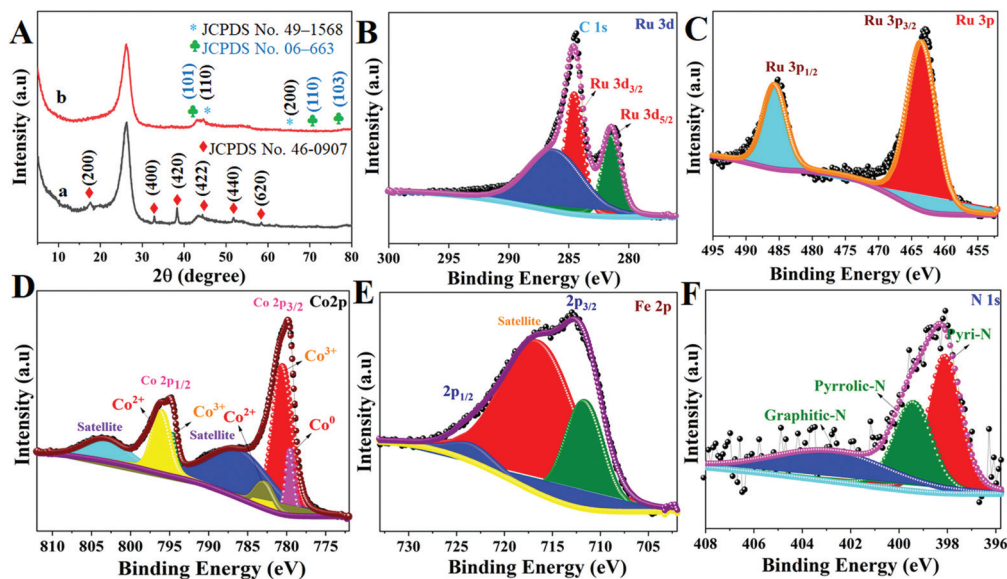 A
* JCPDS No. 49–1568
♣ JCPDS No. 06–663
(101)
(110)
(200)
(110)
(103)
b
♦ JCPDS No. 46-0907
a
(200)
(400)
(420)
(422)
(440)
(620)
Intensity (a.u)
10 20 30 40 50 60 70 80
2θ (degree)
B
C 1s
Ru 3d
Ru 3d3/2
Ru 3d5/2
Intensity (a.u)
300 295 290 285 280
Binding Energy (eV)
C
Ru 3p3/2
Ru 3p
Ru 3p1/2
Intensity (a.u)
495 490 485 480 475 470 465 460 455
Binding Energy (eV)
D
Co 2p3/2
Co2p
Co3+
Co 2p1/2
Co2+
Co3+
Co2+
Satellite
Satellite
Co0
Intensity (a.u)
810 805 800 795 790 785 780 775
Binding Energy (eV)
E
2p3/2
Fe 2p
Satellite
2p1/2
Intensity (a.u)
730 725 720 715 710 705
Binding Energy (eV)
F
N 1s
Pyri-N
Pyrrolic-N
Graphitic-N
Intensity (a.u)
408 406 404 402 400 398 396
Binding Energy (eV)